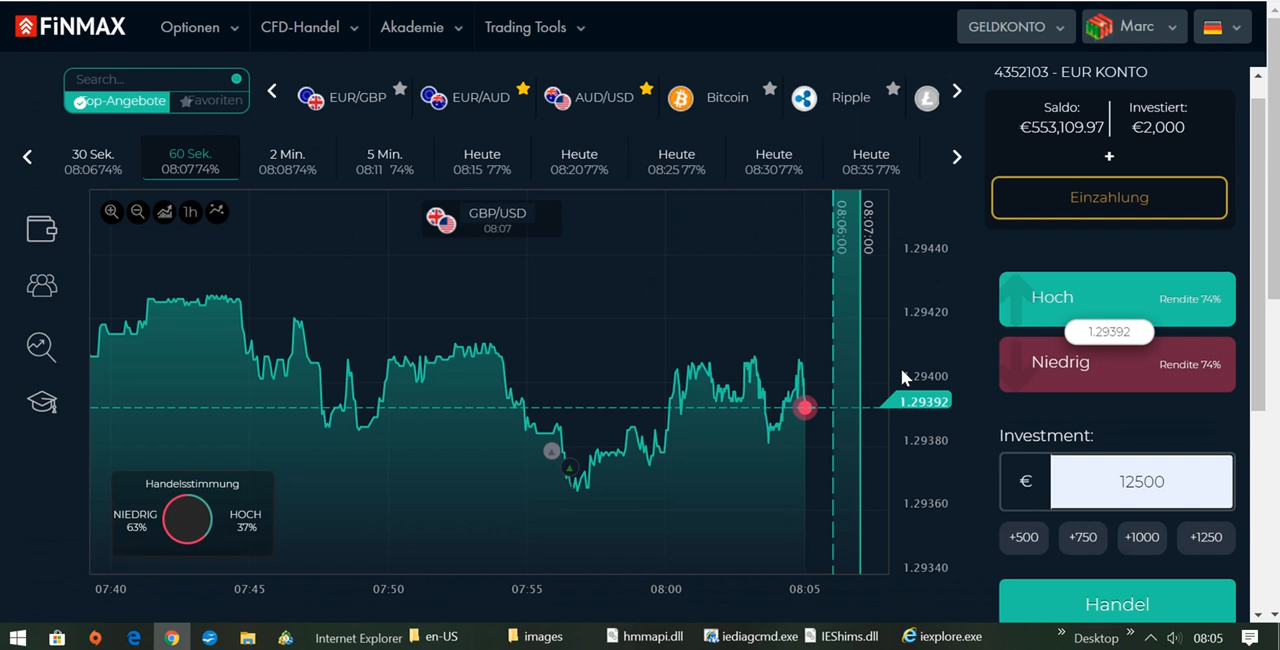 FiNMAX
Optionen
CFD-Handel
Akademie
Trading Tools
GELDKONTO
Marc
Search...
Top-Angebote
Favoriten
EUR/GBP
EUR/AUD
AUD/USD
Bitcoin
Ripple
4352103 - EUR KONTO
Saldo:
€553,109.97
Investiert:
€2,000
+
Einzahlung
30 Sek.
08:06 74%
60 Sek.
08:07 74%
2 Min.
08:08 74%
5 Min.
08:11 74%
Heute
08:15 77%
Heute
08:20 77%
Heute
08:25 77%
Heute
08:30 77%
Heute
08:35 77%
1h
GBP/USD
08:07
08:06:00
08:07:00
1.29440
1.29420
1.29400
1.29392
1.29380
1.29360
1.29340
Handelsstimmung
NIEDRIG
63%
HOCH
37%
07:40
07:45
07:50
07:55
08:00
08:05
Hoch
Rendite 74%
1.29392
Niedrig
Rendite 74%
Investment:
€
12500
+500
+750
+1000
+1250
Handel
Internet Explorer
en-US
images
hmmapi.dll
iediagcmd.exe
IEShims.dll
iexplore.exe
Desktop
08:05